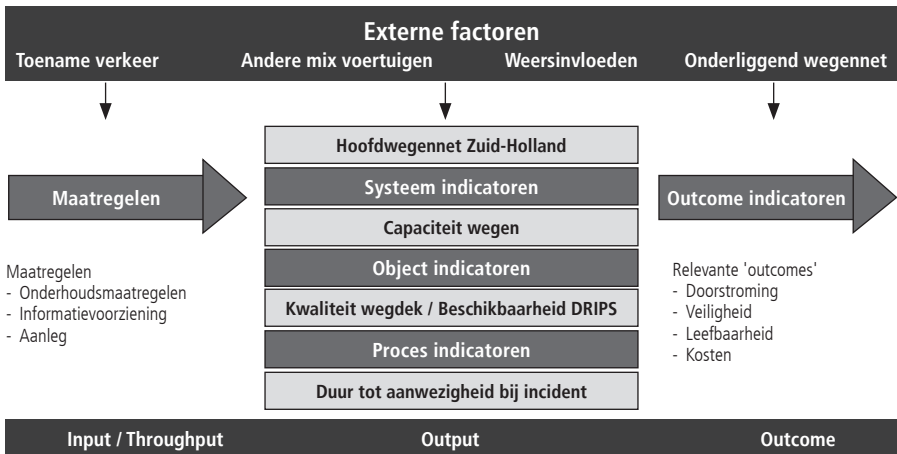 Externe factoren
Toename verkeer Andere mix voertuigen Weersinvloeden Onderliggend wegennet
Hoofdwegennet Zuid-Holland
Systeem indicatoren
Capaciteit wegen
Object indicatoren
Kwaliteit wegdek / Beschikbaarheid DRIPS
Proces indicatoren
Duur tot aanwezigheid bij incident
Maatregelen
Maatregelen
- Onderhoudsmaatregelen
- Informatievorziening
- Aanleg
Outcome indicatoren
Relevante 'outcomes'
- Doorstroming
- Veiligheid
- Leefbaarheid
- Kosten
Input / Throughput Output Outcome